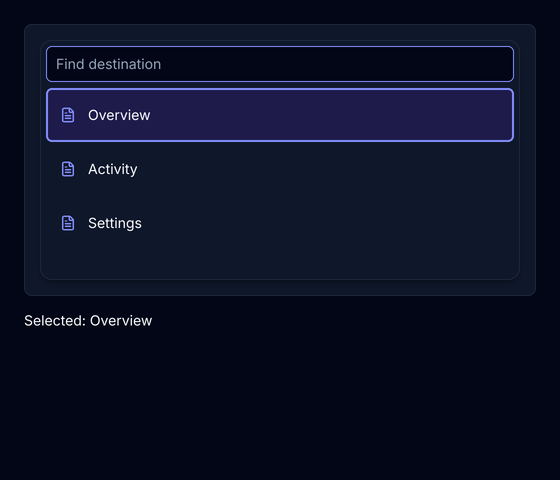 Find destination
Overview
Activity
Settings
Selected: Overview